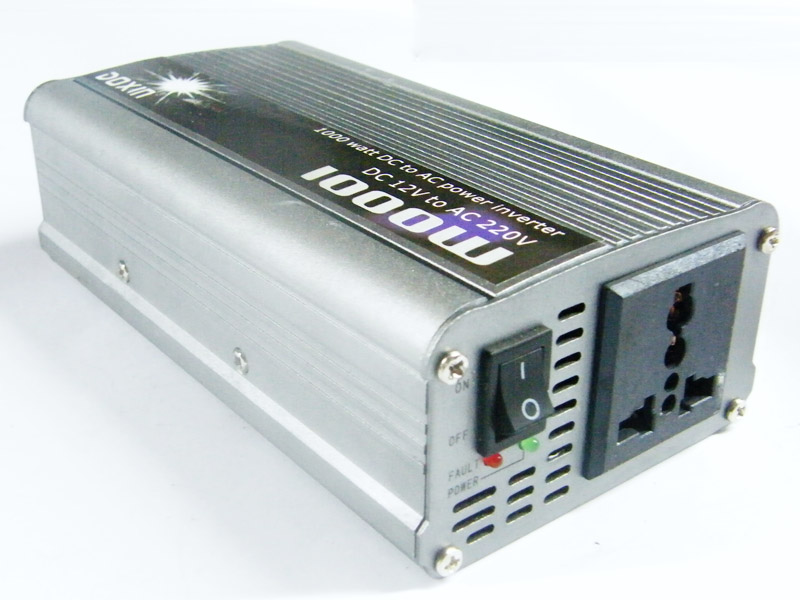 DOXIN
1000 watt DC to AC power inverter
DC 12V to AC 220V
1000W
ON
OFF
FAULT
POWER